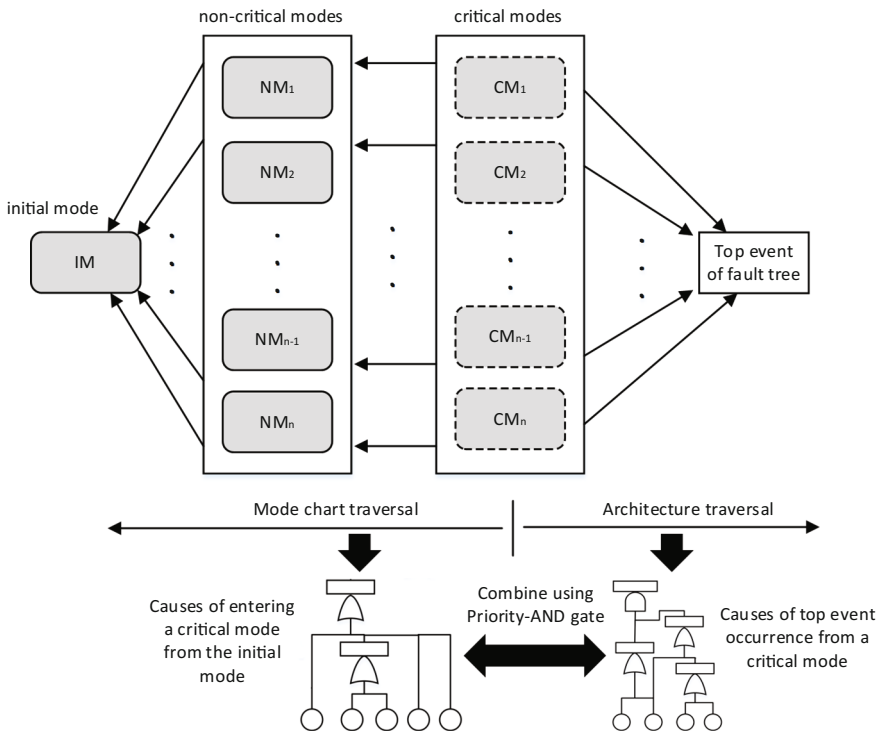 non-critical modes
critical modes
NM₁
CM₁
NM₂
CM₂
initial mode
IM
Top event
of fault tree
NMₙ₋₁
CMₙ₋₁
NMₙ
CMₙ
Mode chart traversal
Architecture traversal
Causes of entering
a critical mode
from the initial
mode
Combine using
Priority-AND gate
Causes of top event
occurrence from a
critical mode